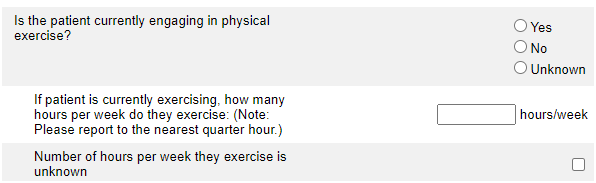 Is the patient currently engaging in physical
exercise?
Yes
No
Unknown
If patient is currently exercising, how many
hours per week do they exercise: (Note:
Please report to the nearest quarter hour.)
hours/week
Number of hours per week they exercise is
unknown